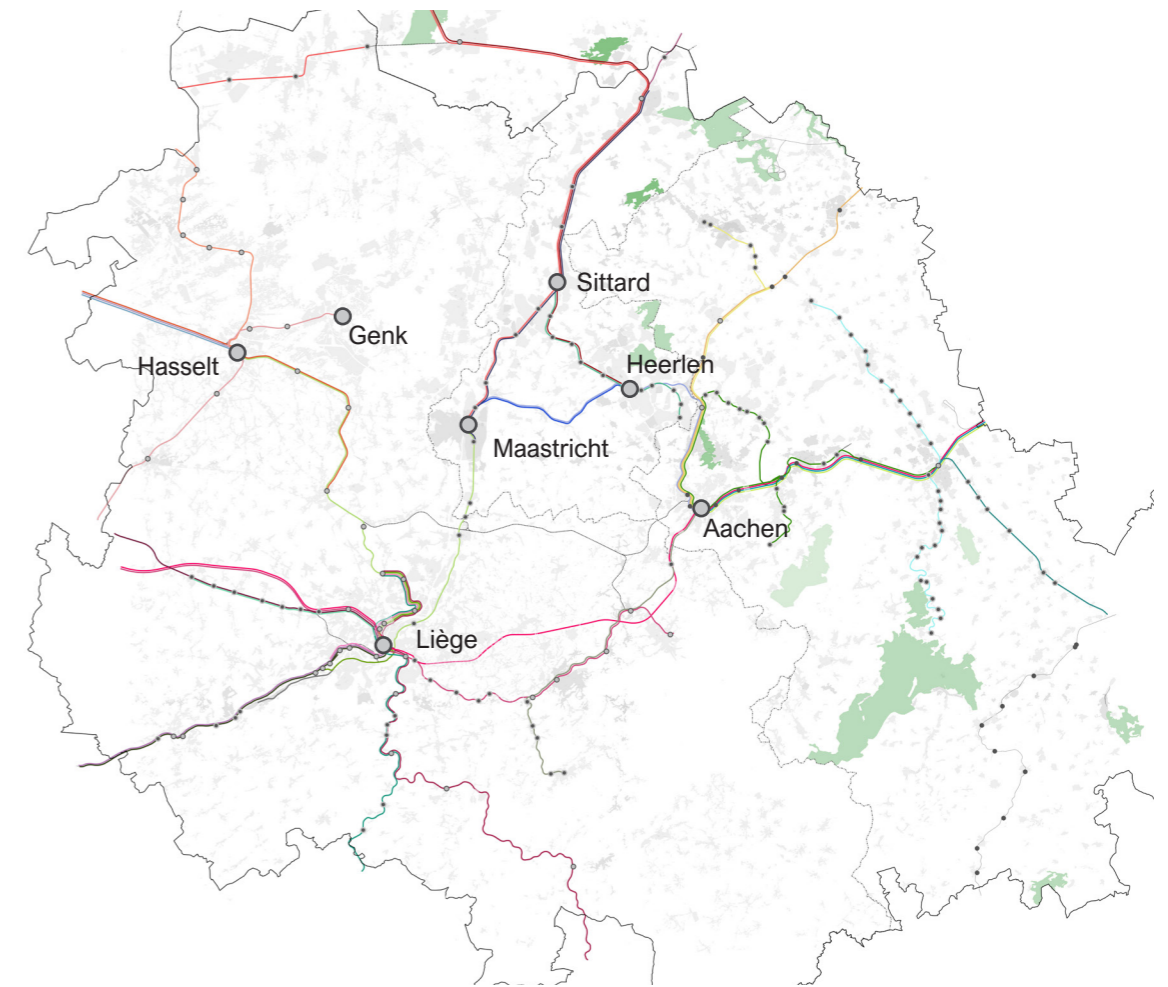 Sittard
Genk
Hasselt
Heerlen
Maastricht
Aachen
Liège